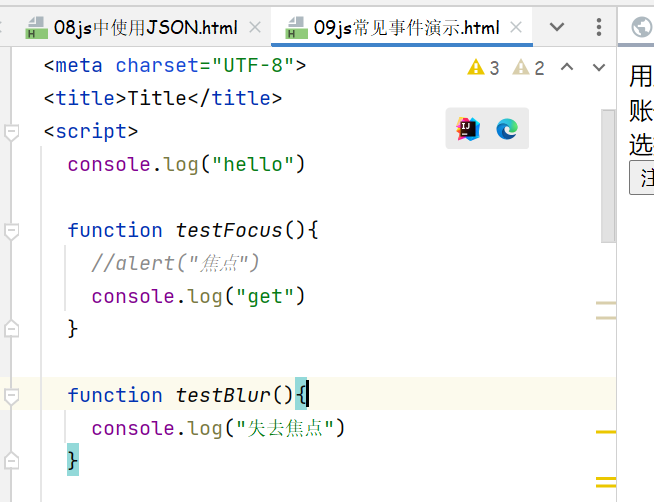 08js中使用JSON.html
09js常见事件演示.html
<meta charset="UTF-8">
3
2
<title>Title</title>
<script>
console.log("hello")
function testFocus(){
//alert("焦点")
console.log("get")
}
function testBlur(){
console.log("失去焦点")
}
用
账
选
注